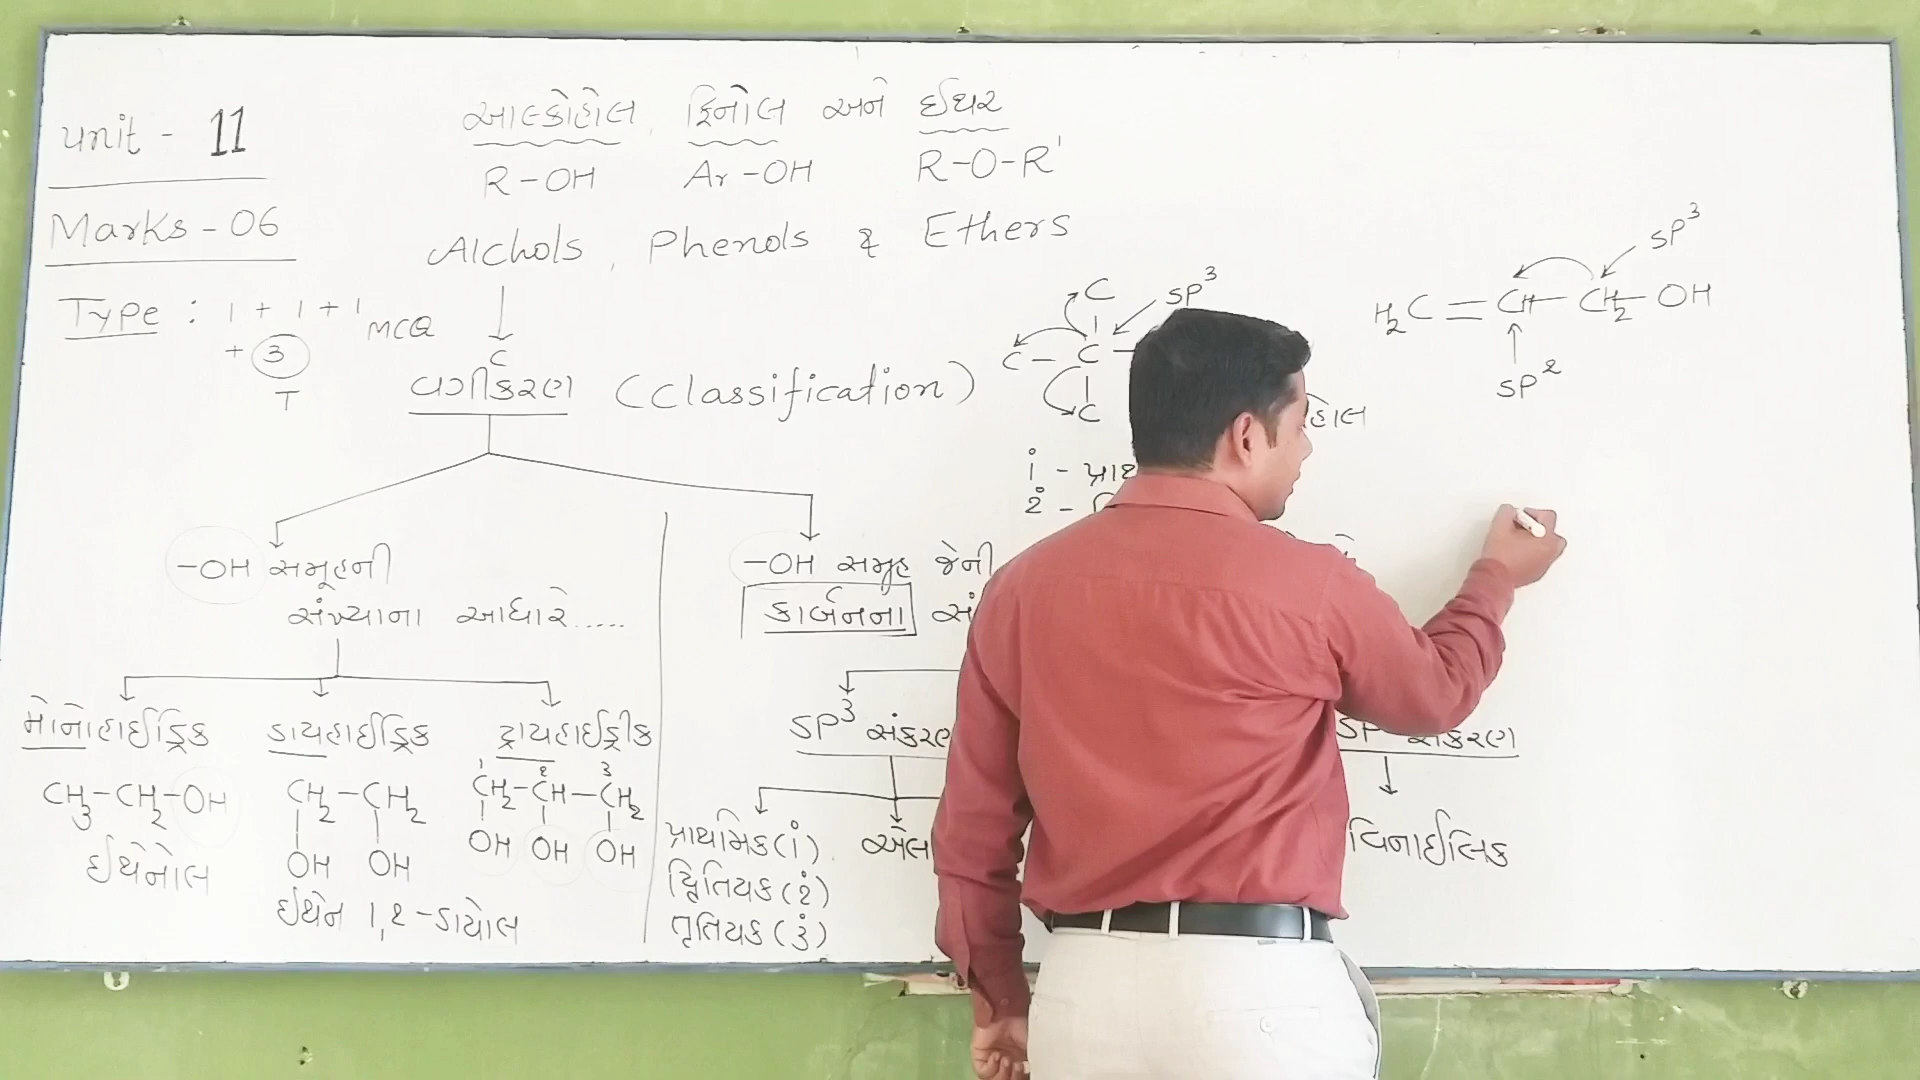 unit - 11
Marks - 06
Type : 1 + 1 + 1 MCQ
+ 3
T
આલ્કોહોલ, ફિનોલ અને ઈથર
R-OH Ar-OH R-O-R'
Alchols, Phenols & Ethers
વર્ગીકરણ (Classification)
-OH સમૂહની
સંખ્યાના આધારે.....
મોનોહાઈડ્રિક ડાયહાઈડ્રિક ટ્રાયહાઈડ્રીક
CH3-CH2-OH
ઈથેનોલ
CH2-CH2
OH OH
ઈથેન 1,2-ડાયોલ
1 2 3
CH2-CH-CH2
OH OH OH
-OH સમૂહ જેની
કાર્બનના
SP3 સંકરણ
પ્રાથમિક (1°)
દ્વિતિયક (2°)
તૃતિયક (3°)
C
SP3
C - C -
C
1° -
2° -
સંકરણ
વિનાઈલિક
SP3
H2C = CH - CH2 - OH
SP2